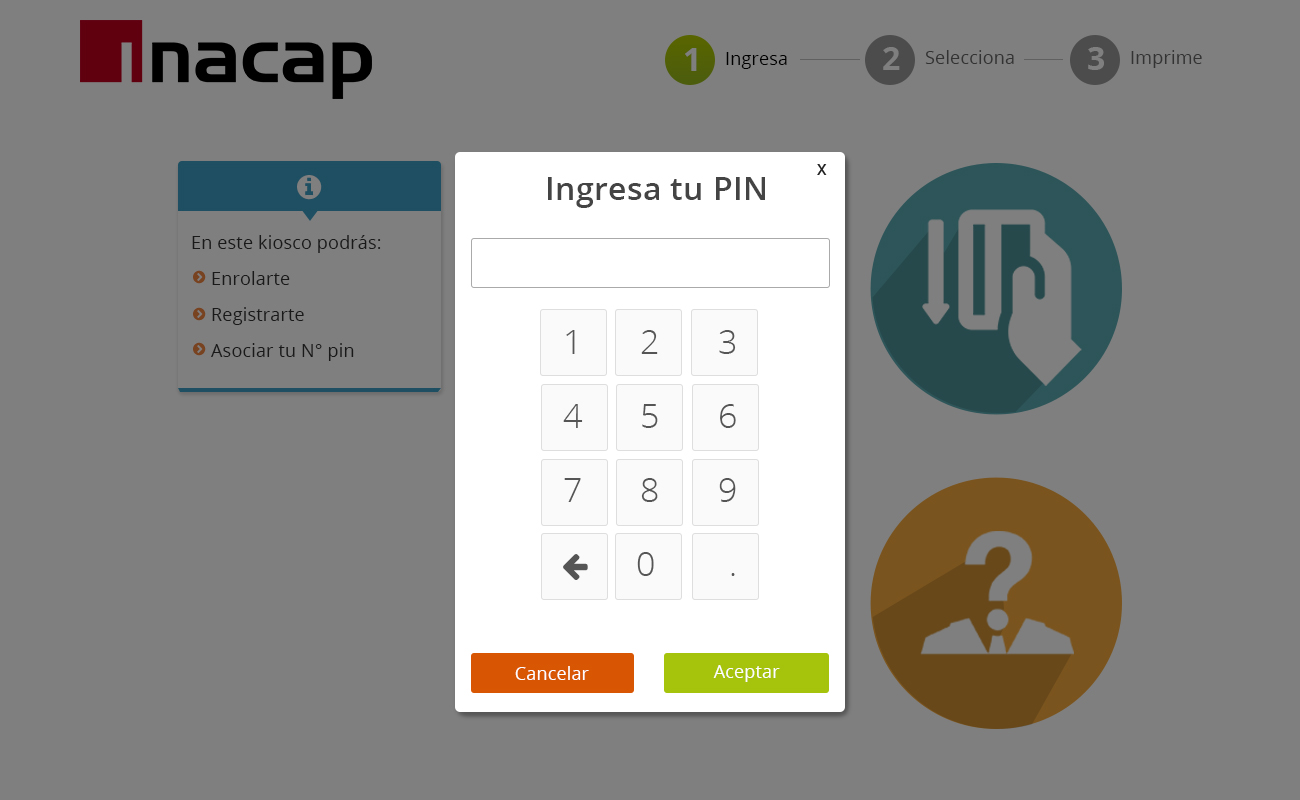 inacap
1 Ingresa
2 Selecciona
3 Imprime
En este kiosco podrás:
Enrolarte
Registrarte
Asociar tu N° pin
X
Ingresa tu PIN
1 2 3
4 5 6
7 8 9
0 .
Cancelar
Aceptar
?